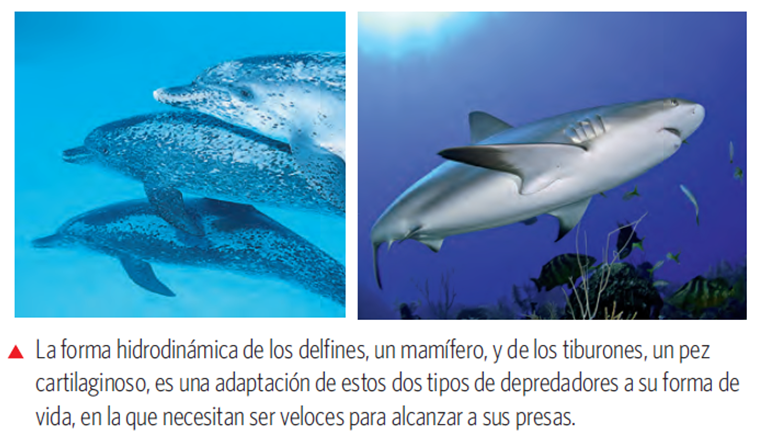 La forma hidrodinámica de los delfines, un mamífero, y de los tiburones, un pez
cartilaginoso, es una adaptación de estos dos tipos de depredadores a su forma de
vida, en la que necesitan ser veloces para alcanzar a sus presas.